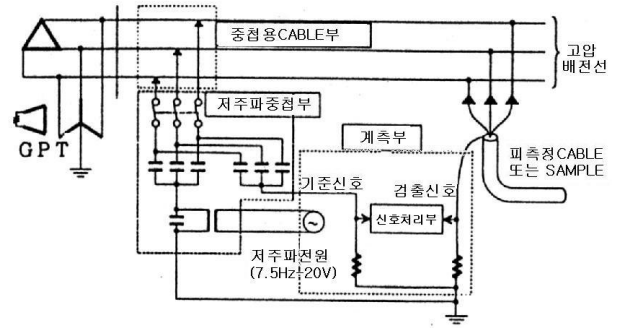 중첩용CABLE부
고압
배전선
저주파중첩부
계측부
GPT
피측정CABLE
또는 SAMPLE
기준신호
검출신호
신호처리부
저주파전원
(7.5Hz-20V)